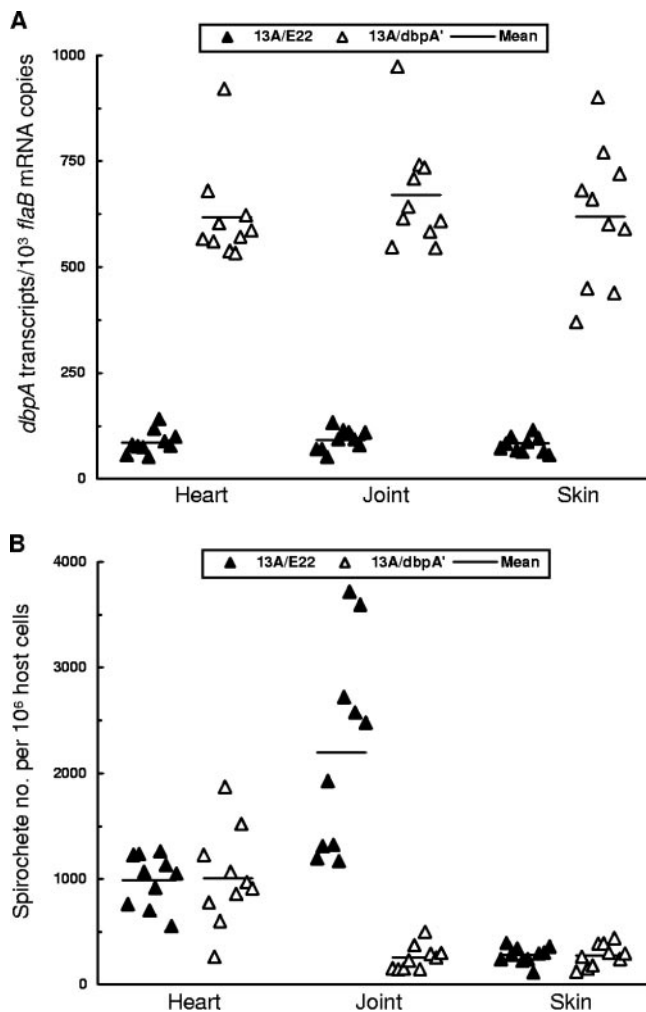 A
▲ 13A/E22 △ 13A/dbpA' — Mean
dbpA transcripts/10³ flaB mRNA copies
1000
750
500
250
0
Heart Joint Skin
B
▲ 13A/E22 △ 13A/dbpA' — Mean
Spirochete no. per 10⁶ host cells
4000
3000
2000
1000
0
Heart Joint Skin